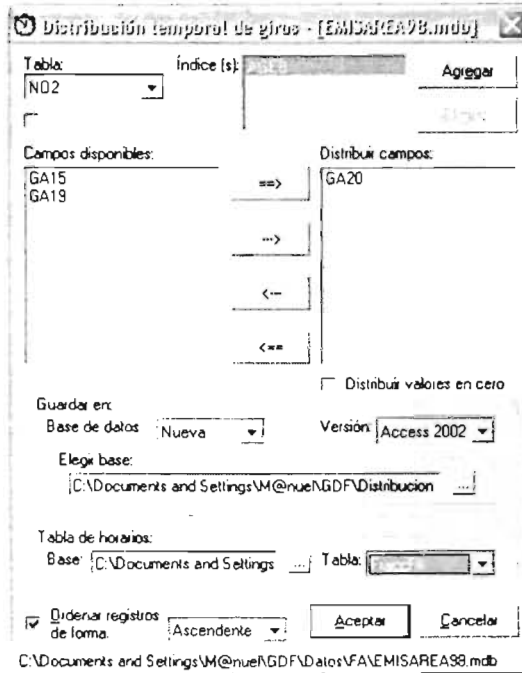 Distribución temporal de giros - [EMISAREA98.mdb]
Tabla:
Índice (s):
NO2
Agregar
Campos disponibles:
Distribuir campos:
GA15
GA19
GA20
==>
--->
<---
<==
Distribuir valores en cero
Guardar en:
Base de datos
Nueva
Versión:
Access 2002
Elegir base:
C:\Documents and Settings\M@nuel\GDF\Distribucion
...
Tabla de horarios:
Base:
C:\Documents and Settings
...
Tabla:
Ordenar registros
de forma.
Ascendente
Aceptar
Cancelar
C:\Documents and Settings\M@nuel\GDF\Datos\FA\EMISAREA98.mdb